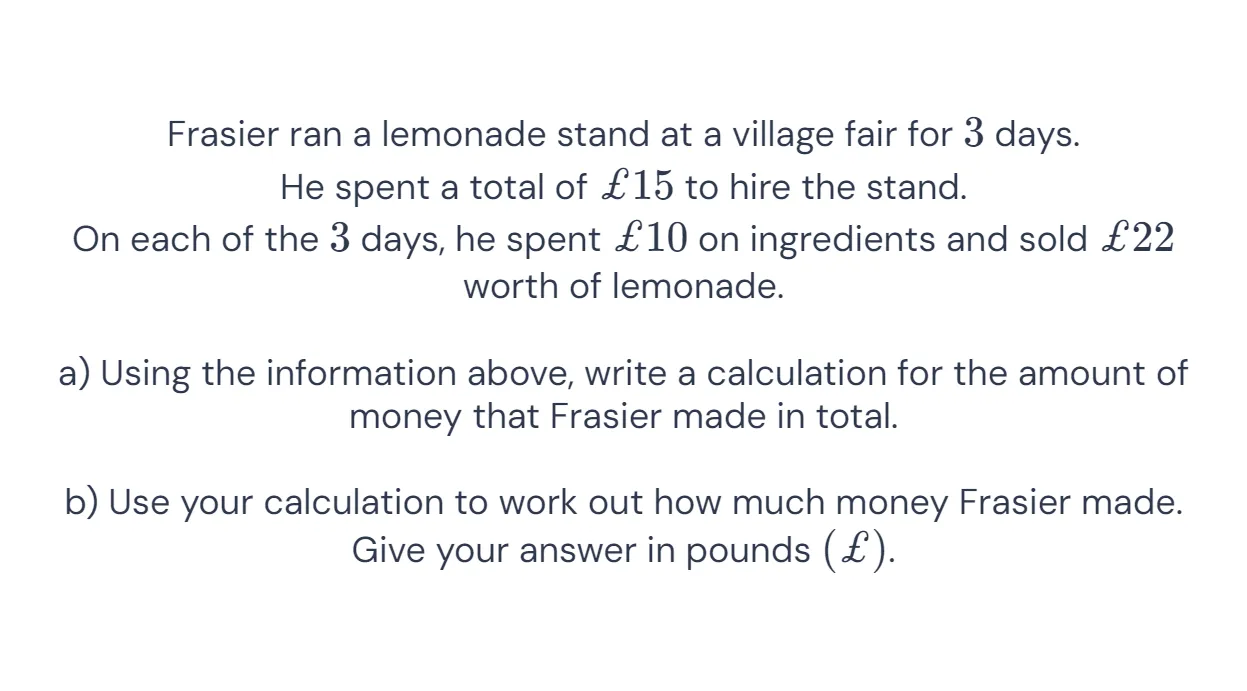 Frasier ran a lemonade stand at a village fair for 3 days.
He spent a total of £15 to hire the stand.
On each of the 3 days, he spent £10 on ingredients and sold £22
worth of lemonade.
a) Using the information above, write a calculation for the amount of
money that Frasier made in total.
b) Use your calculation to work out how much money Frasier made.
Give your answer in pounds (£).